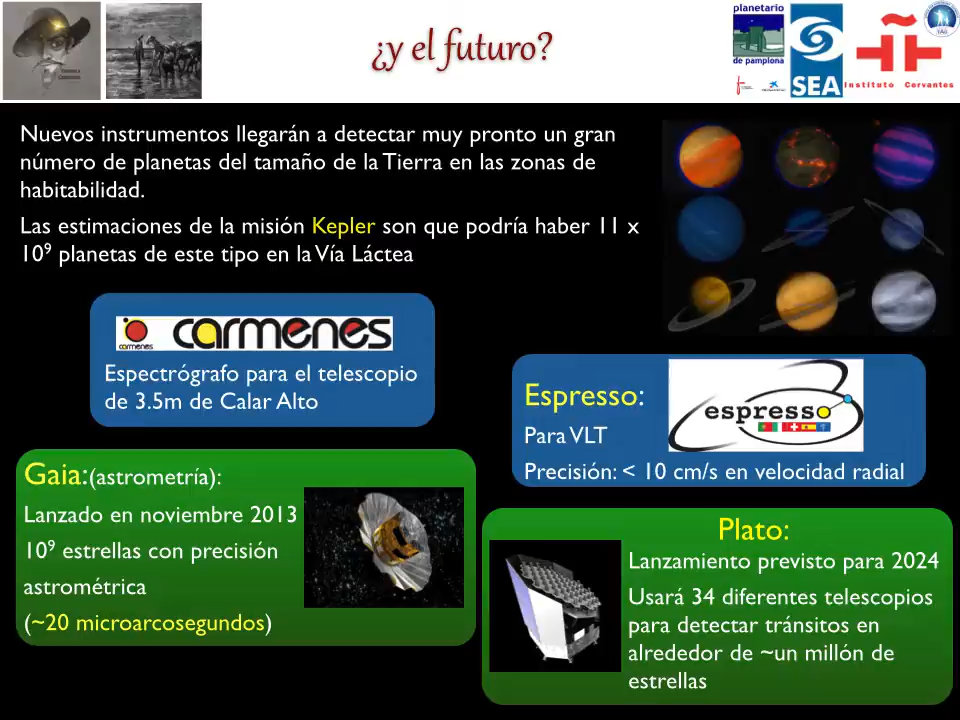 ¿y el futuro?
planetario
de pamplona
SEA
Instituto Cervantes
Nuevos instrumentos llegarán a detectar muy pronto un gran
número de planetas del tamaño de la Tierra en las zonas de
habitabilidad.
Las estimaciones de la misión Kepler son que podría haber 11 x
10⁹ planetas de este tipo en la Vía Láctea
carmenes
carmenes
Espectrógrafo para el telescopio
de 3.5m de Calar Alto
Espresso:
espresso
Para VLT
Precisión: < 10 cm/s en velocidad radial
Gaia:(astrometría):
Lanzado en noviembre 2013
10⁹ estrellas con precisión
astrométrica
(~20 microarcosegundos)
Plato:
Lanzamiento previsto para 2024
Usará 34 diferentes telescopios
para detectar tránsitos en
alrededor de ~un millón de
estrellas